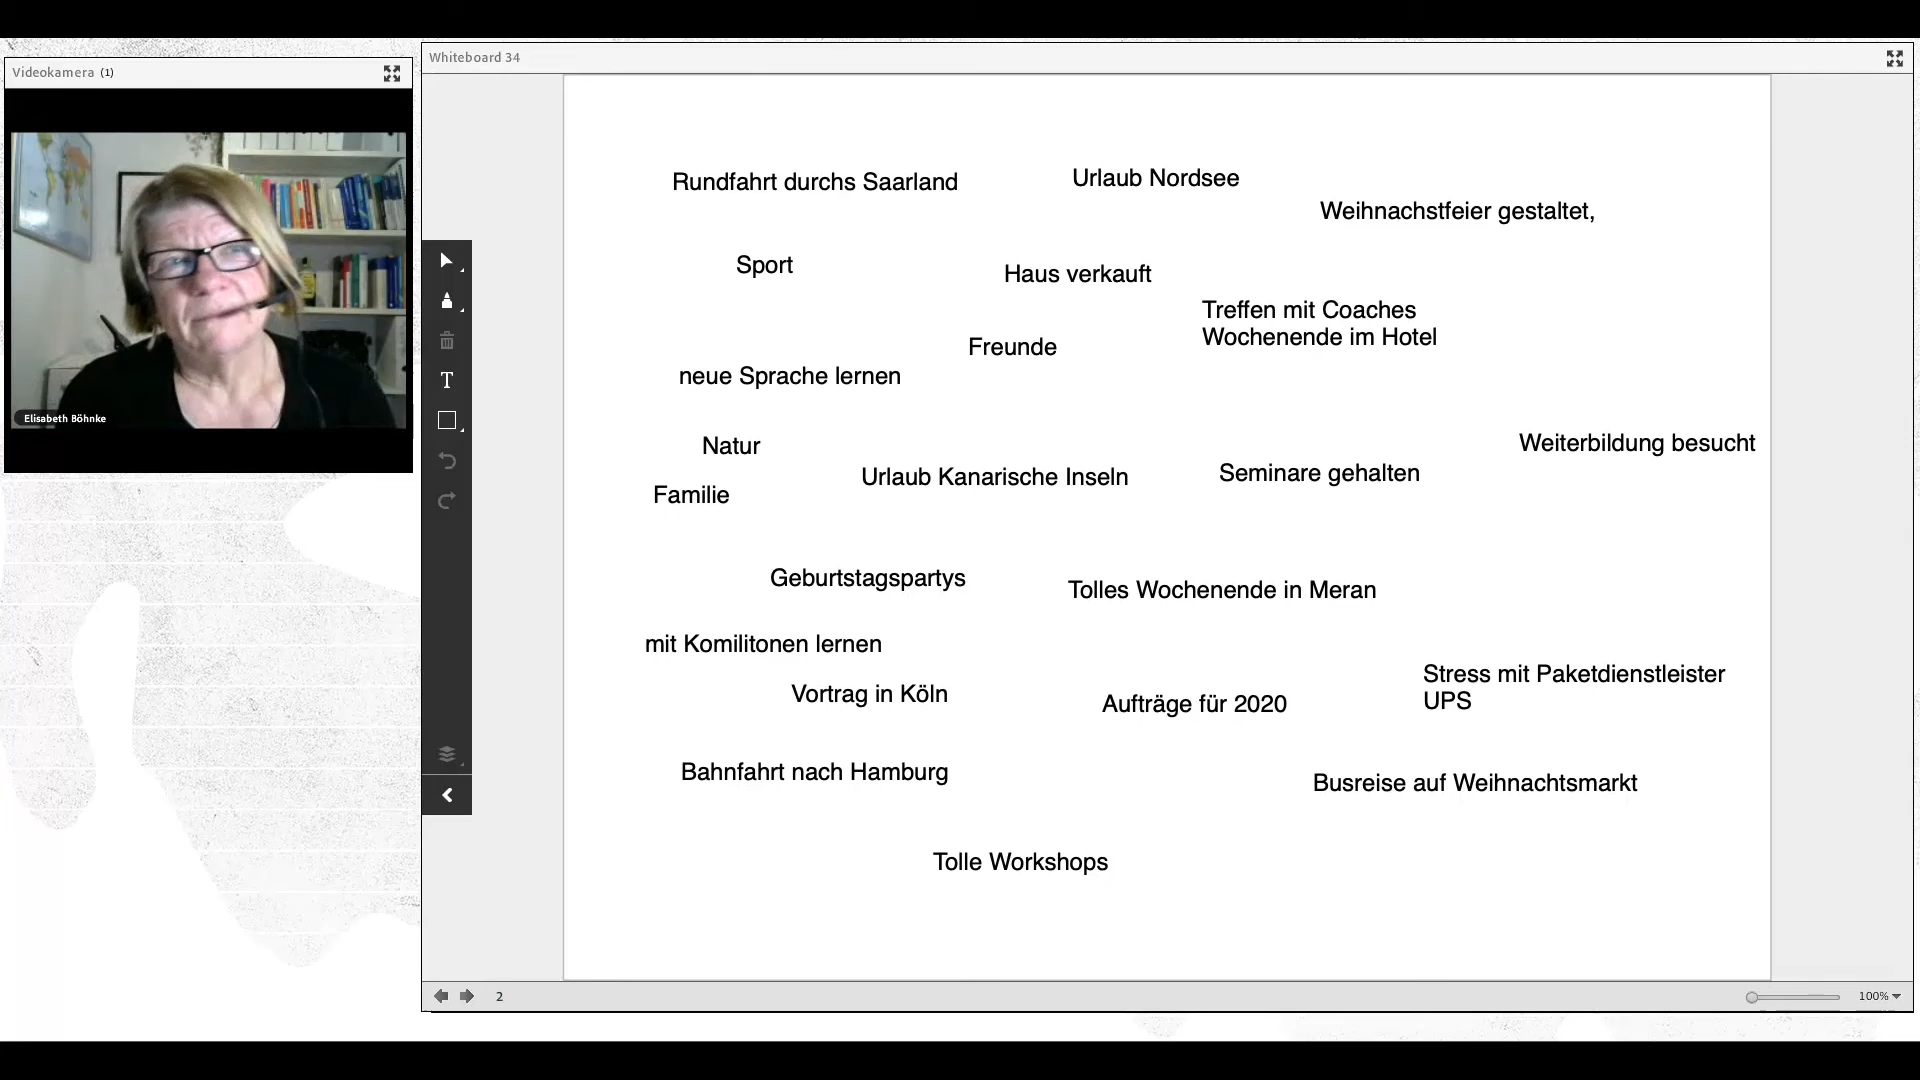 Videokamera (1)
Elisabeth Böhnke
Whiteboard 34
Rundfahrt durchs Saarland
Urlaub Nordsee
Weihnachstfeier gestaltet,
Sport
Haus verkauft
Treffen mit Coaches
Wochenende im Hotel
Freunde
neue Sprache lernen
Natur
Weiterbildung besucht
Urlaub Kanarische Inseln
Seminare gehalten
Familie
Geburtstagspartys
Tolles Wochenende in Meran
mit Komilitonen lernen
Stress mit Paketdienstleister
UPS
Vortrag in Köln
Aufträge für 2020
Bahnfahrt nach Hamburg
Busreise auf Weihnachtsmarkt
Tolle Workshops
2
100%